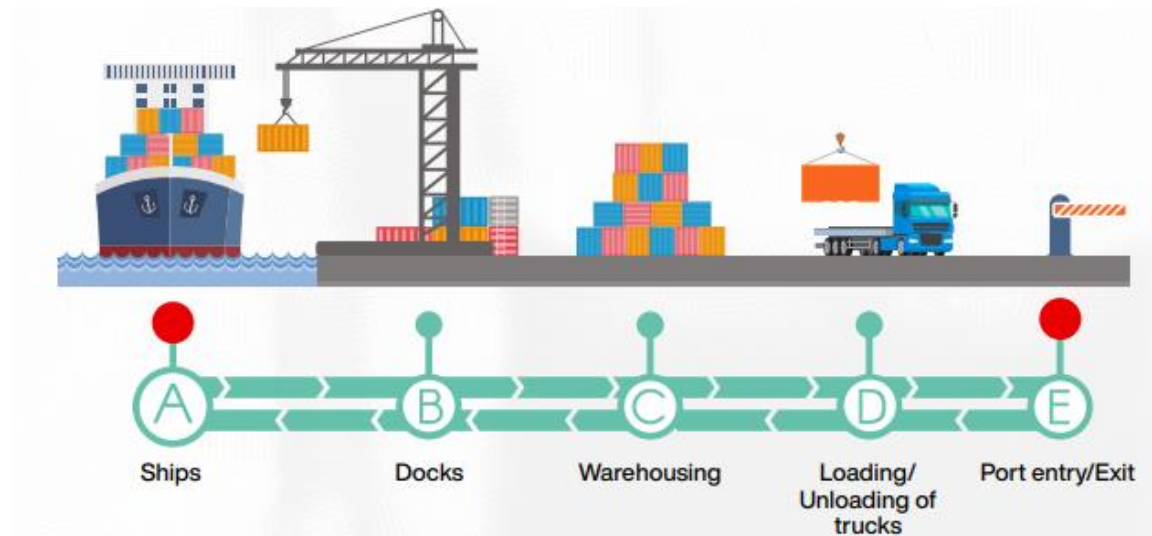 A
B
C
D
E
Ships
Docks
Warehousing
Loading/
Unloading of
trucks
Port entry/Exit